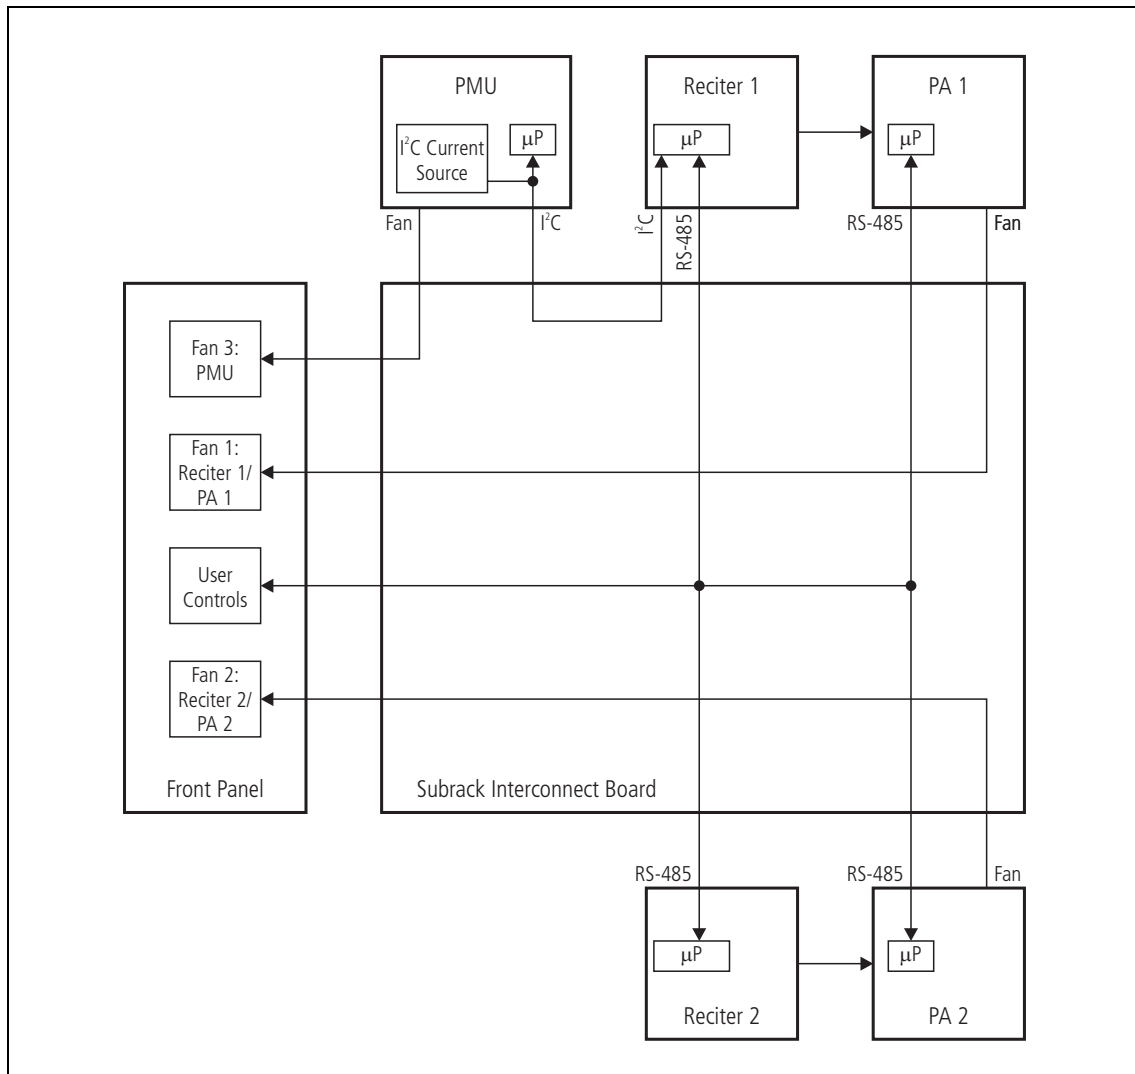 PMU
I²C Current
Source
μP
Reciter 1
μP
PA 1
μP
Fan
I²C
I²C
RS-485
RS-485
Fan
Fan 3:
PMU
Fan 1:
Reciter 1/
PA 1
User
Controls
Fan 2:
Reciter 2/
PA 2
Front Panel
Subrack Interconnect Board
RS-485
RS-485
Fan
μP
Reciter 2
μP
PA 2